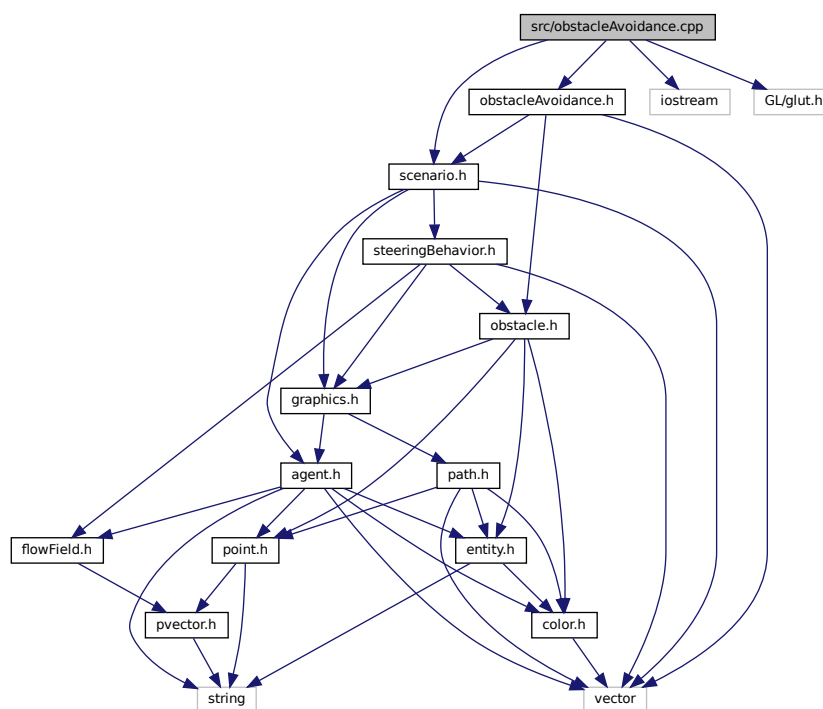 src/obstacleAvoidance.cpp
obstacleAvoidance.h
iostream
GL/glut.h
scenario.h
steeringBehavior.h
obstacle.h
graphics.h
agent.h
path.h
flowField.h
point.h
entity.h
pvector.h
color.h
string
vector